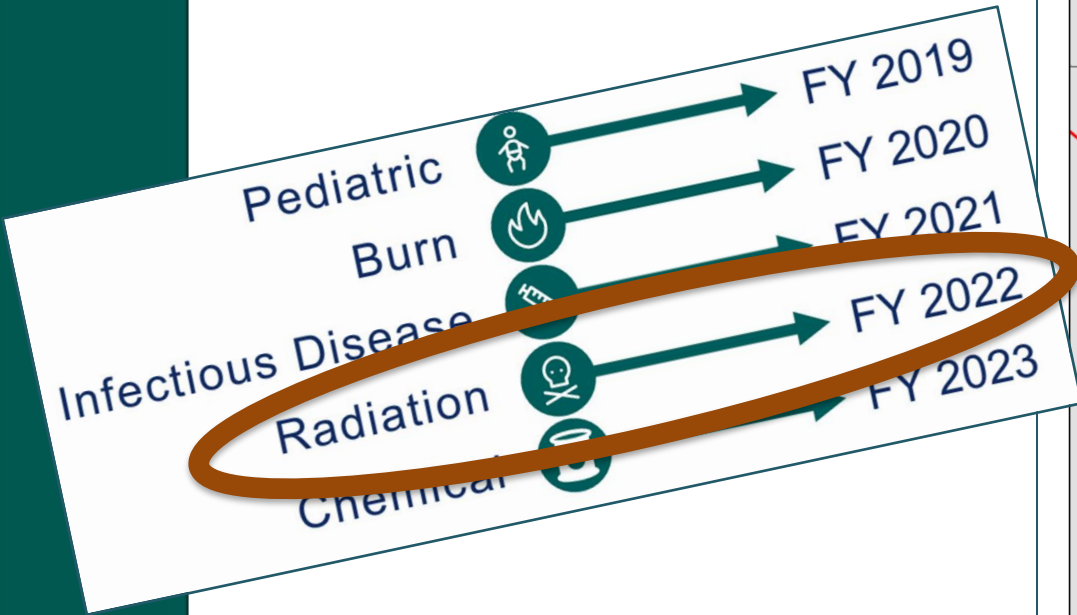 Pediatric FY 2019
Burn FY 2020
Infectious Disease FY 2021
Radiation FY 2022
Chemical FY 2023